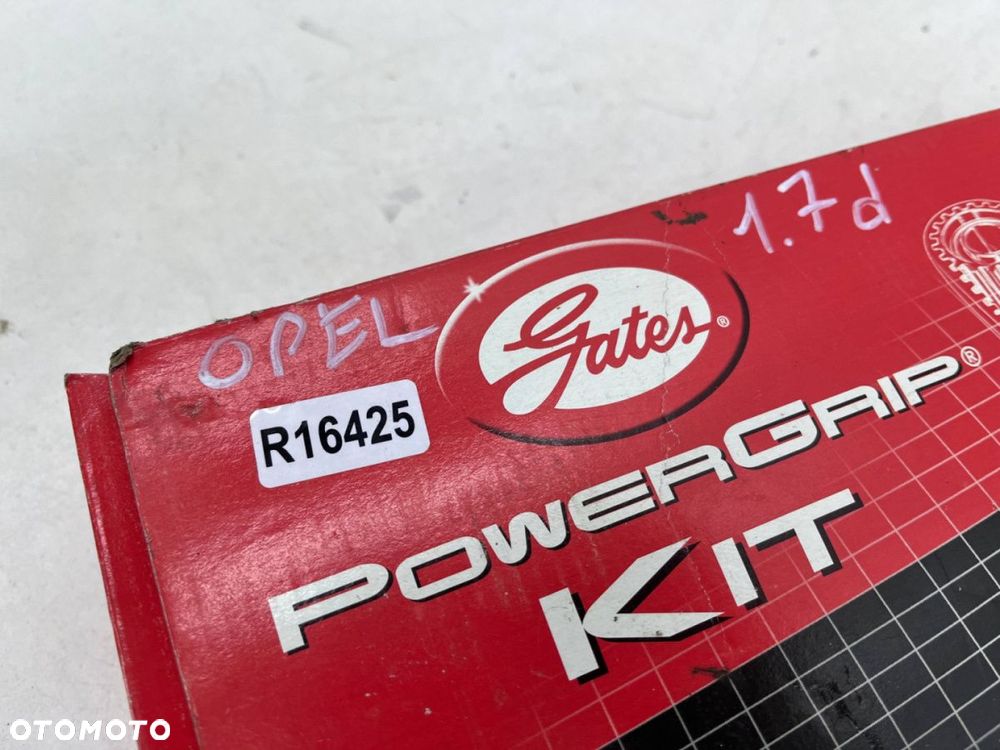 1.7d
OPEL
Gates®
R16425
POWERGRIP®
KIT
OTOMOTO